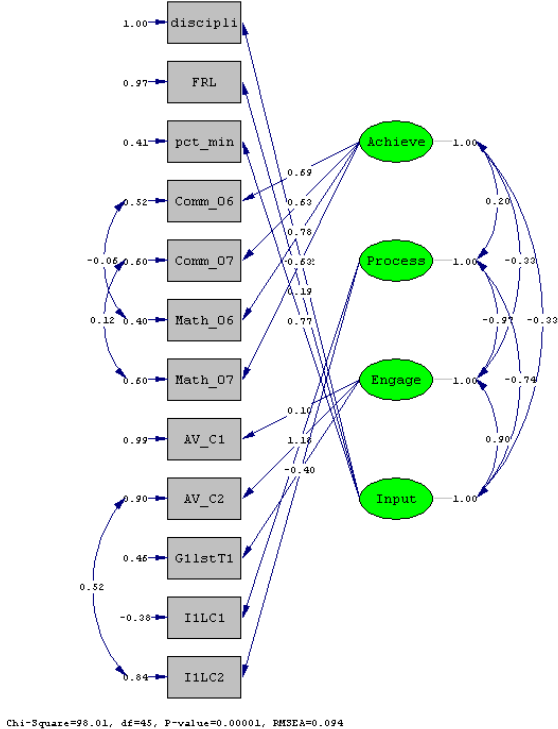 1.00 discipli
0.97 FRL
0.41 pct_min Achieve 1.00
0.69
0.52 Comm_06 0.63 0.20
0.78
-0.06 0.60 Comm_07 Process 1.00 -0.33
0.19
0.12 0.40 Math_06 0.77 -0.97 -0.33
0.60 Math_07 Engage 1.00 -0.74
0.10
0.99 AV_C1 1.18 0.90
-0.40
0.90 AV_C2 Input 1.00
0.46 G1lstT1
0.52
-0.38 I1LC1
0.84 I1LC2
Chi-Square=98.01, df=45, P-value=0.00001, RMSEA=0.094